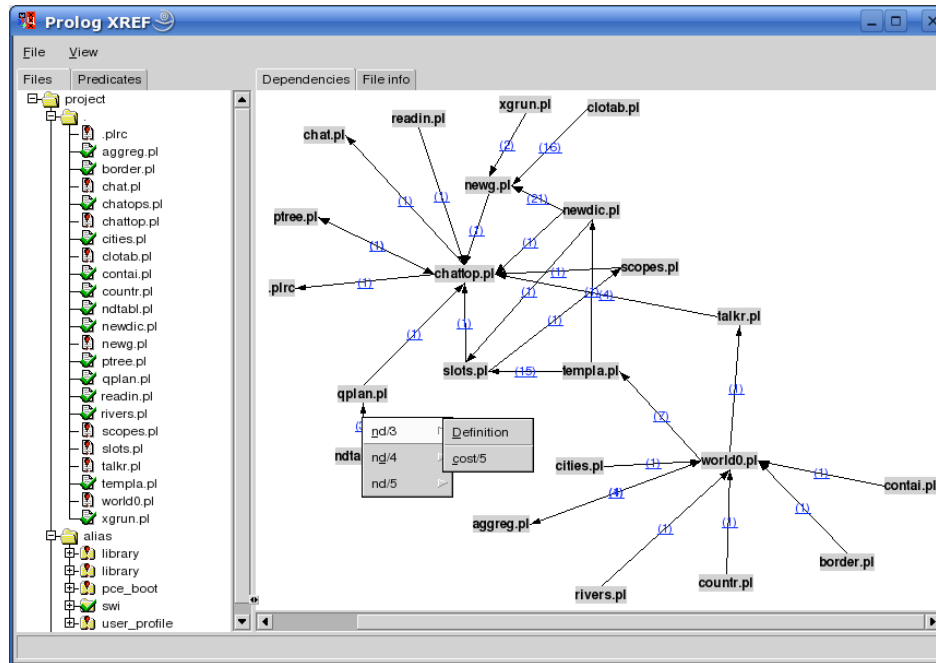 Prolog XREF
File View
Files Predicates
Dependencies File info
project
.
.plrc
aggreg.pl
border.pl
chat.pl
chatops.pl
chattop.pl
cities.pl
clotab.pl
contai.pl
countr.pl
ndtabl.pl
newdic.pl
newg.pl
ptree.pl
qplan.pl
readin.pl
rivers.pl
scopes.pl
slots.pl
talkr.pl
templa.pl
world0.pl
xgrun.pl
alias
library
library
pce_boot
swi
user_profile
xgrun.pl
clotab.pl
readin.pl
chat.pl
(2)
(16)
newg.pl
(1)
(1)
(21)
newdic.pl
ptree.pl
(1)
(1)
(1)
chattop.pl
(1)
scopes.pl
.plrc
(1)
(1)
(4)
talkr.pl
(1)
(1)
(1)
slots.pl
(15)
templa.pl
qplan.pl
(1)
(7)
nd/3
Definition
nd/4
cost/5
nd/5
ndta
cities.pl
(1)
world0.pl
(1)
contai.pl
(4)
aggreg.pl
(1)
(1)
(1)
border.pl
countr.pl
rivers.pl